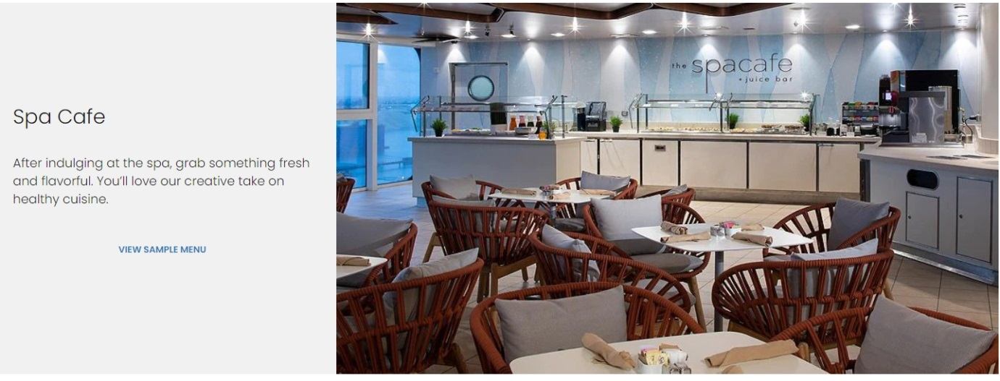 Spa Cafe
After indulging at the spa, grab something fresh
and flavorful. You’ll love our creative take on
healthy cuisine.
VIEW SAMPLE MENU
the spacafe
+ juice bar